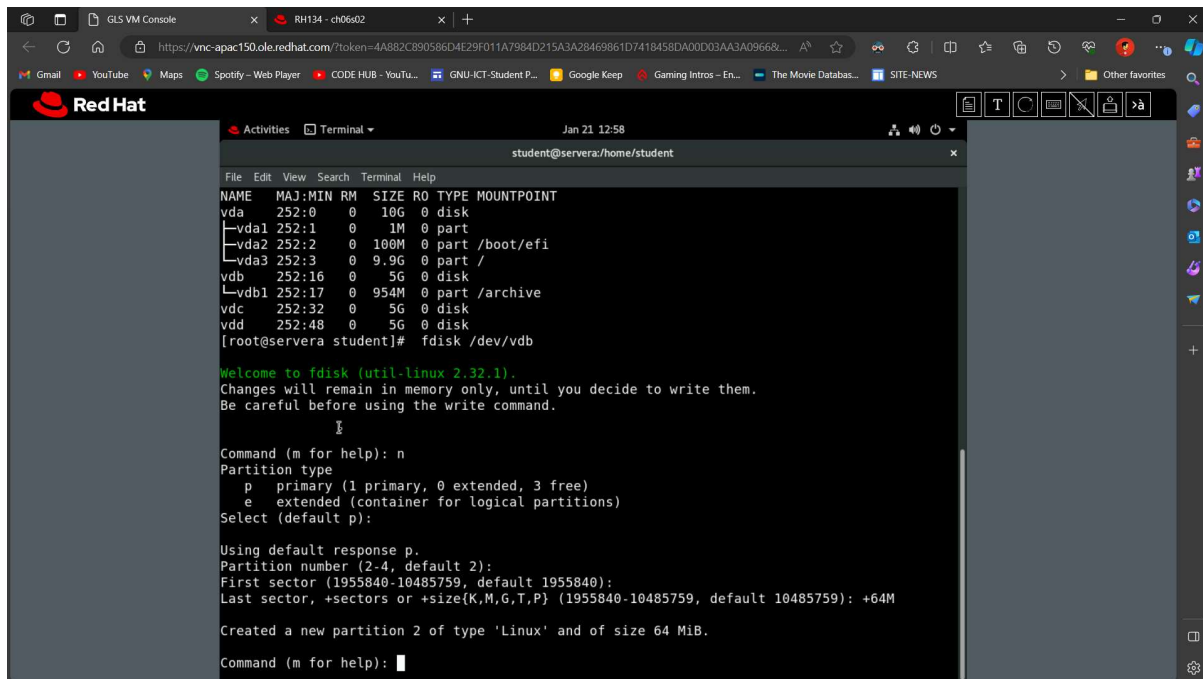 GLS VM Console
RH134 - ch06s02
https://vnc-apac150.ole.redhat.com/?token=4A882C890586D4E29F011A7984D215A3A28469861D7418458DA00D03AA3A0966&...
Gmail YouTube Maps Spotify – Web Player CODE HUB - YouTu... GNU-ICT-Student P... Google Keep Gaming Intros – En... The Movie Databas... SITE-NEWS Other favorites
Red Hat
Activities Terminal Jan 21 12:58
student@servera:/home/student
File Edit View Search Terminal Help
NAME MAJ:MIN RM SIZE RO TYPE MOUNTPOINT
vda 252:0 0 10G 0 disk
├─vda1 252:1 0 1M 0 part
├─vda2 252:2 0 100M 0 part /boot/efi
└─vda3 252:3 0 9.9G 0 part /
vdb 252:16 0 5G 0 disk
└─vdb1 252:17 0 954M 0 part /archive
vdc 252:32 0 5G 0 disk
vdd 252:48 0 5G 0 disk
[root@servera student]# fdisk /dev/vdb
Welcome to fdisk (util-linux 2.32.1).
Changes will remain in memory only, until you decide to write them.
Be careful before using the write command.
Command (m for help): n
Partition type
p primary (1 primary, 0 extended, 3 free)
e extended (container for logical partitions)
Select (default p):
Using default response p.
Partition number (2-4, default 2):
First sector (1955840-10485759, default 1955840):
Last sector, +sectors or +size{K,M,G,T,P} (1955840-10485759, default 10485759): +64M
Created a new partition 2 of type 'Linux' and of size 64 MiB.
Command (m for help):